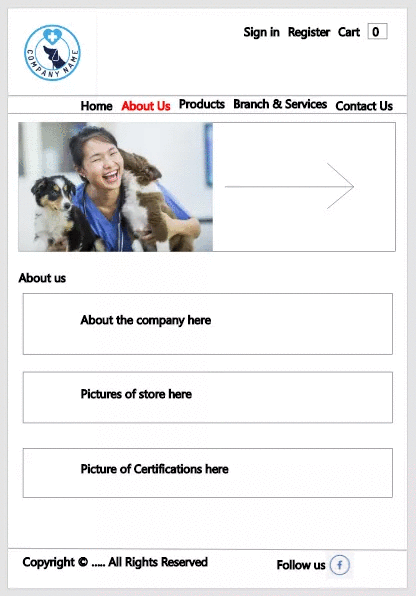 Sign in Register Cart 0
COMPANY NAME
Home About Us Products Branch & Services Contact Us
About us
About the company here
Pictures of store here
Picture of Certifications here
Copyright © ..... All Rights Reserved
Follow us f